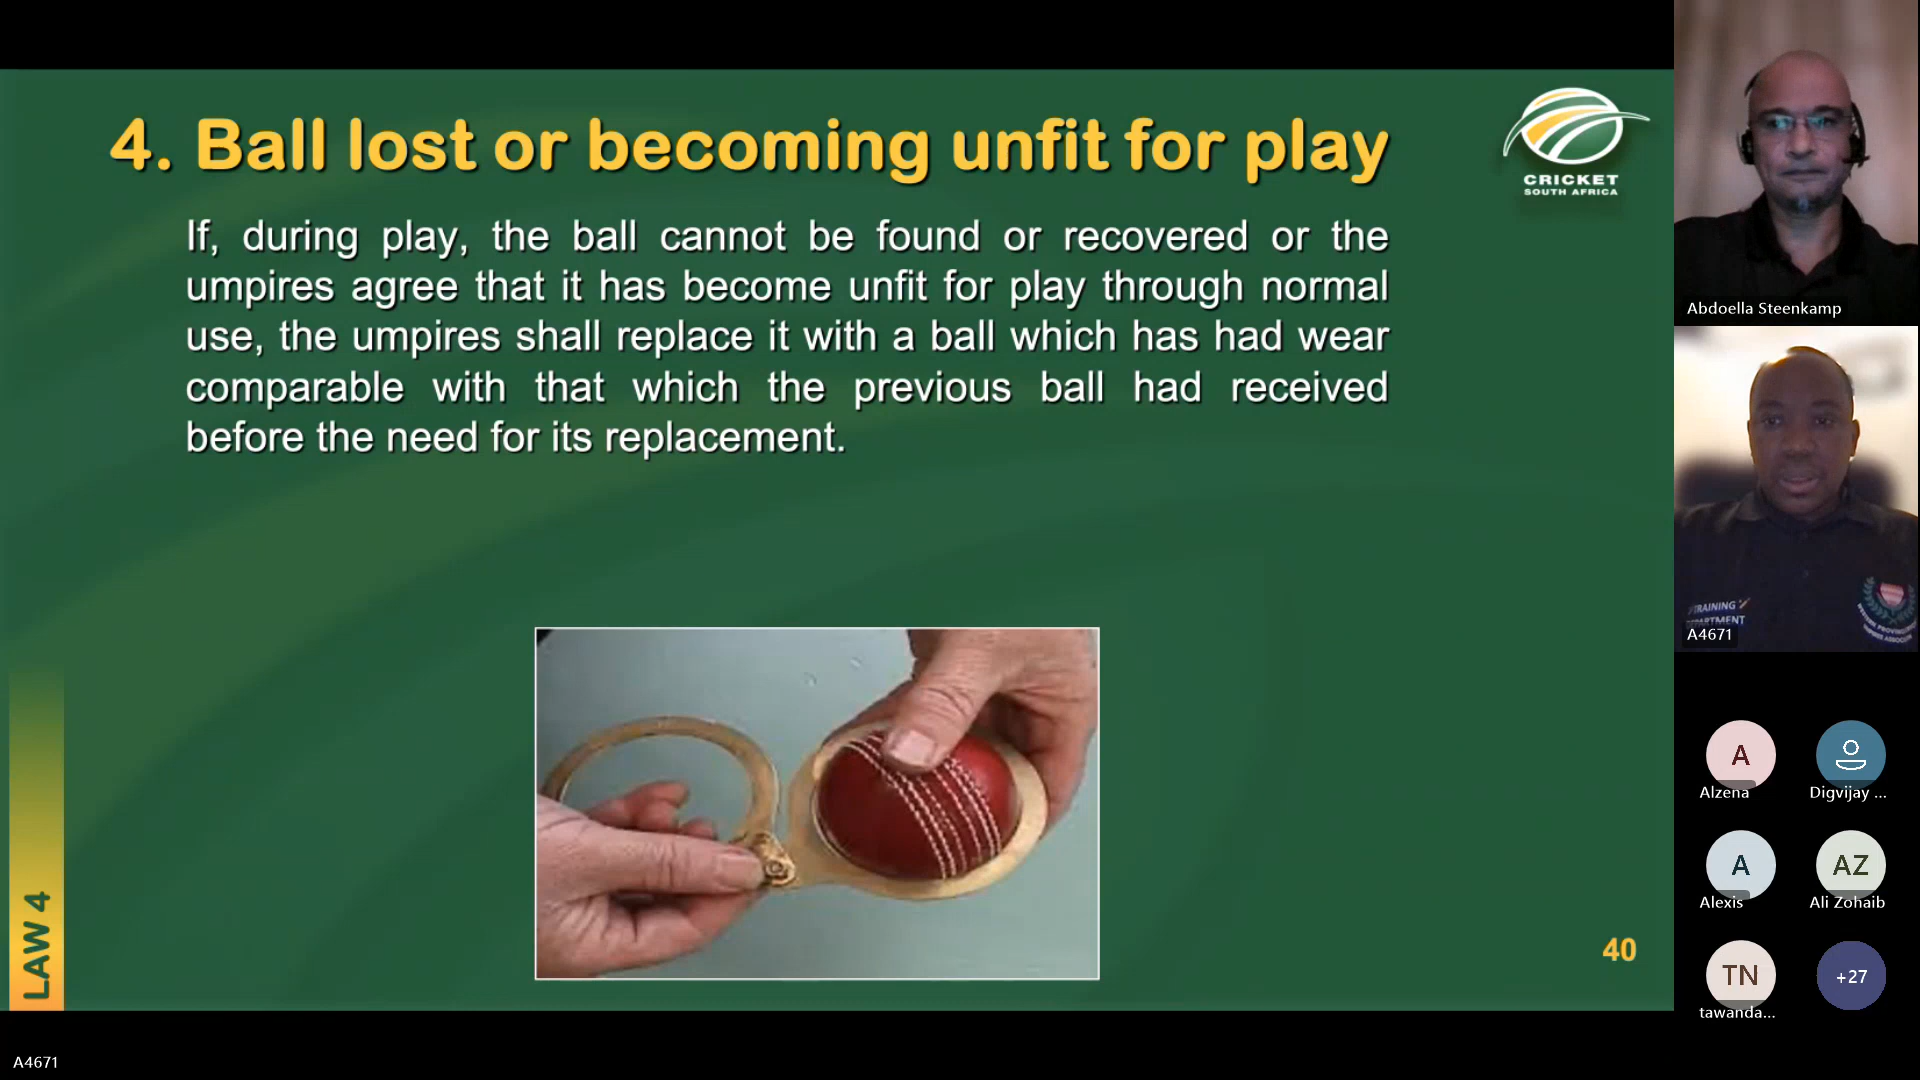 4. Ball lost or becoming unfit for play
CRICKET
SOUTH AFRICA
If, during play, the ball cannot be found or recovered or the
umpires agree that it has become unfit for play through normal
use, the umpires shall replace it with a ball which has had wear
comparable with that which the previous ball had received
before the need for its replacement.
LAW 4
40
A4671
Abdoella Steenkamp
TRAINING
A4671
A
Alzena
Digvijay ...
A
Alexis
AZ
Ali Zohaib
TN
tawanda...
+27